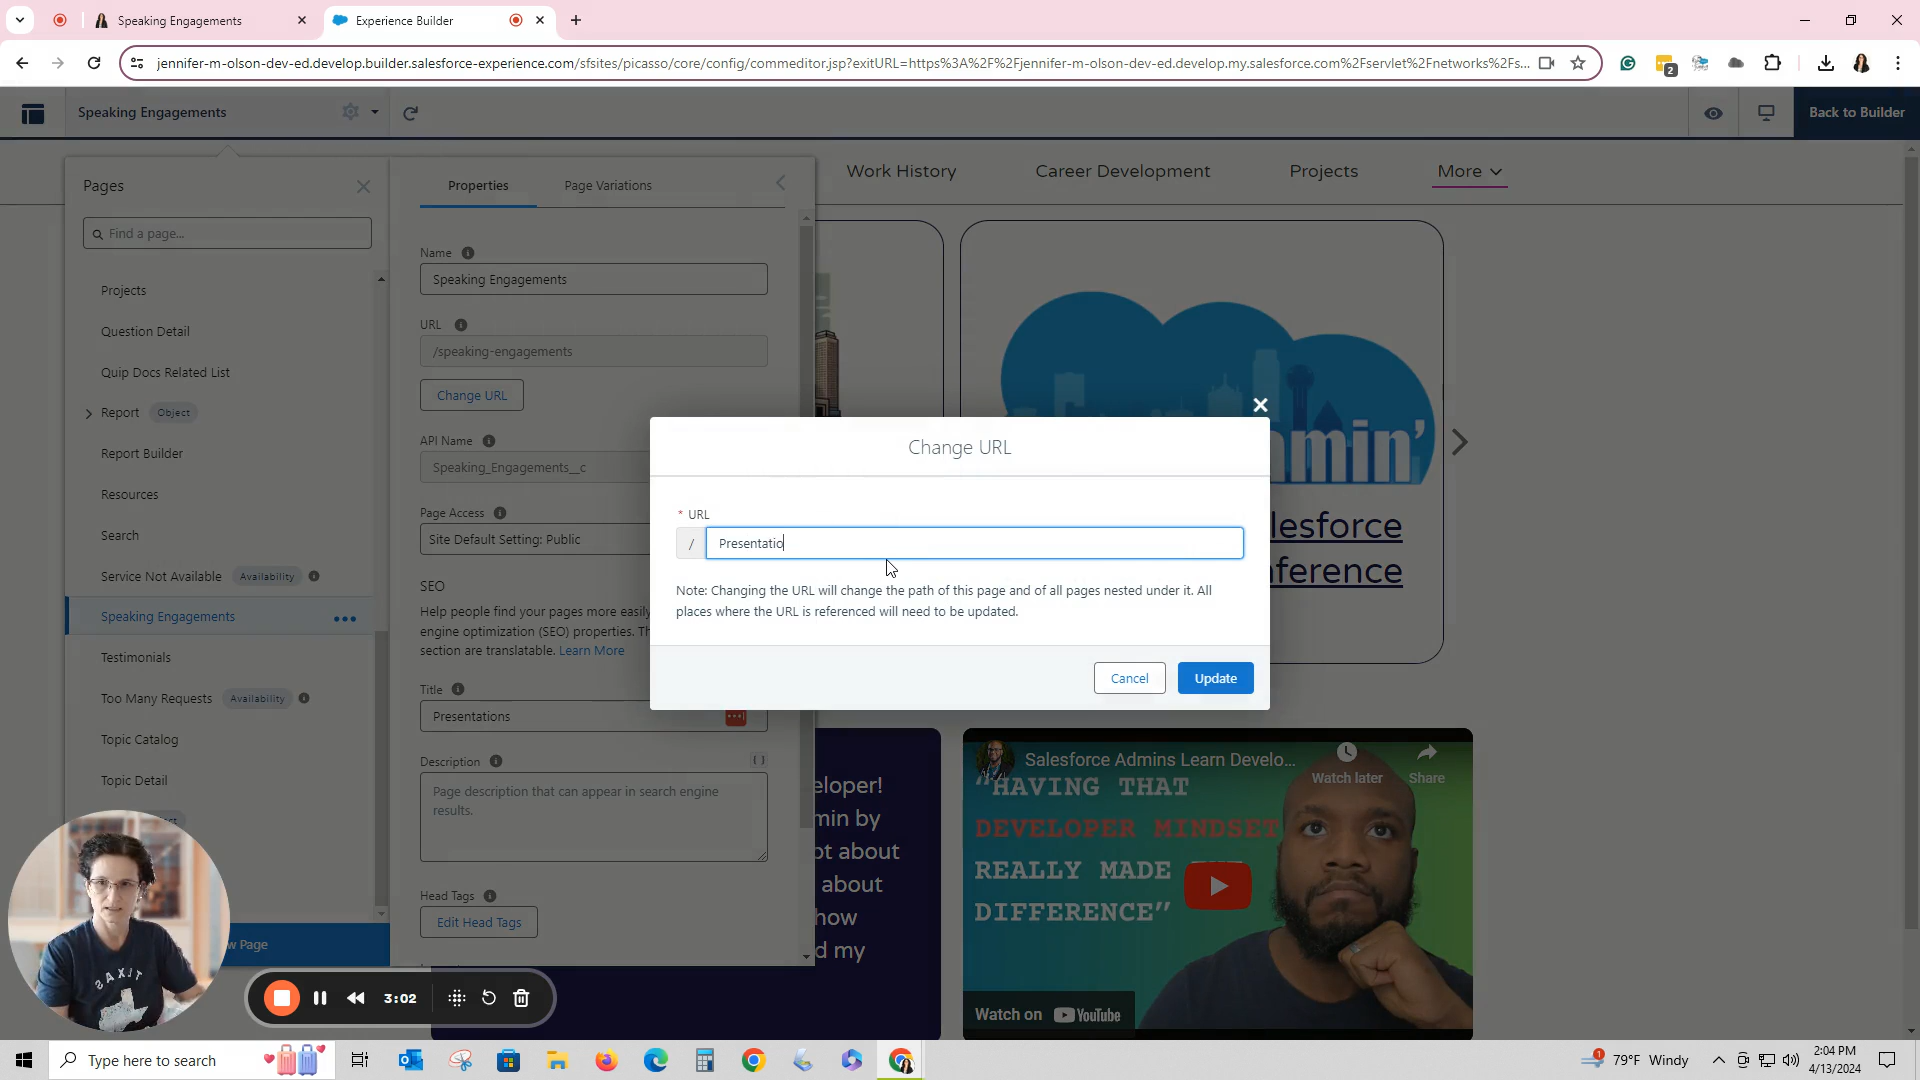 Speaking Engagements
Experience Builder
jennifer-m-olson-dev-ed.develop.builder.salesforce-experience.com/sfsites/picasso/core/config/commeditor.jsp?exitURL=https%3A%2F%2Fjennifer-m-olson-dev-ed.develop.my.salesforce.com%2Fservlet%2Fnetworks%2Fs...
2
Speaking Engagements
Back to Builder
Work History
Career Development
Projects
More
Pages
Find a page...
Projects
Question Detail
Quip Docs Related List
Report Object
Report Builder
Resources
Search
Service Not Available Availability
Speaking Engagements
Testimonials
Too Many Requests Availability
Topic Catalog
Topic Detail
w Page
Properties
Page Variations
Name
Speaking Engagements
URL
/speaking-engagements
Change URL
API Name
Speaking_Engagements__c
Page Access
Site Default Setting: Public
SEO
Help people find your pages more easily
engine optimization (SEO) properties. Th
section are translatable. Learn More
Title
Presentations
Description
Page description that can appear in search engine
results.
Head Tags
Edit Head Tags
Change URL
* URL
/ Presentatio
Note: Changing the URL will change the path of this page and of all pages nested under it. All
places where the URL is referenced will need to be updated.
Cancel
Update
amin'
lesforce
nference
eloper!
min by
pt about
about
how
d my
Salesforce Admins Learn Develo...
Watch later
Share
"HAVING THAT
DEVELOPER MINDSET
REALLY MADE
DIFFERENCE"
Watch on YouTube
3:02
Type here to search
1
79°F Windy
2:04 PM
4/13/2024